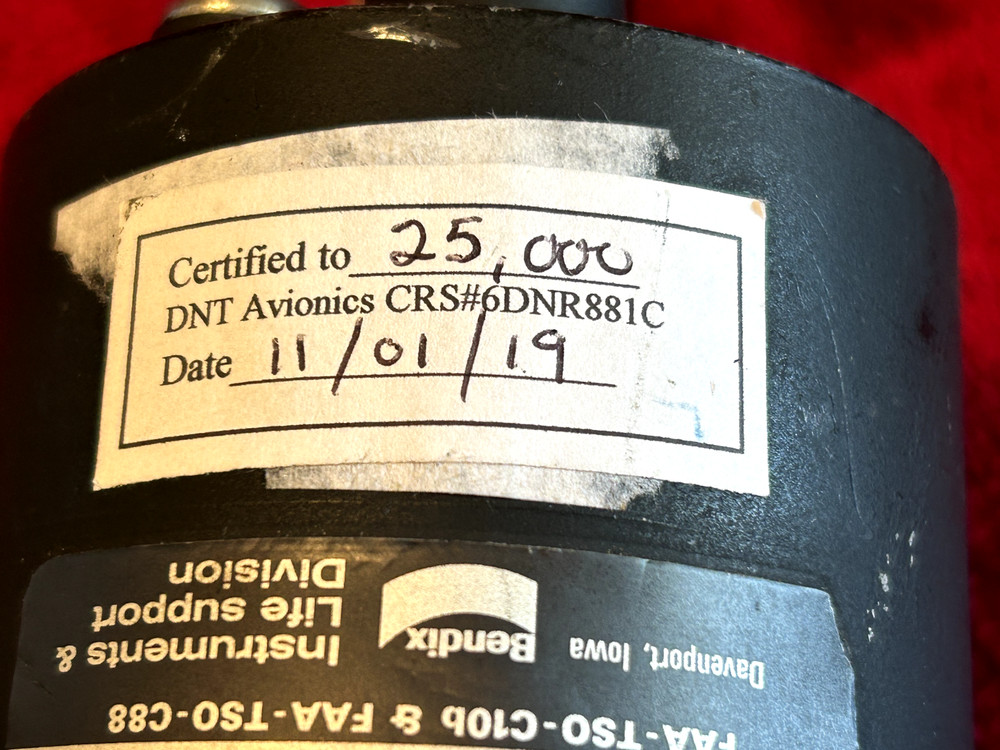 Certified to 25,000
DNT Avionics CRS#6DNR881C
Date 11/01/19
FAA-TSO-C10b & FAA-TSO-C88
Davenport, Iowa
Bendix
Instruments &
Life support
Division